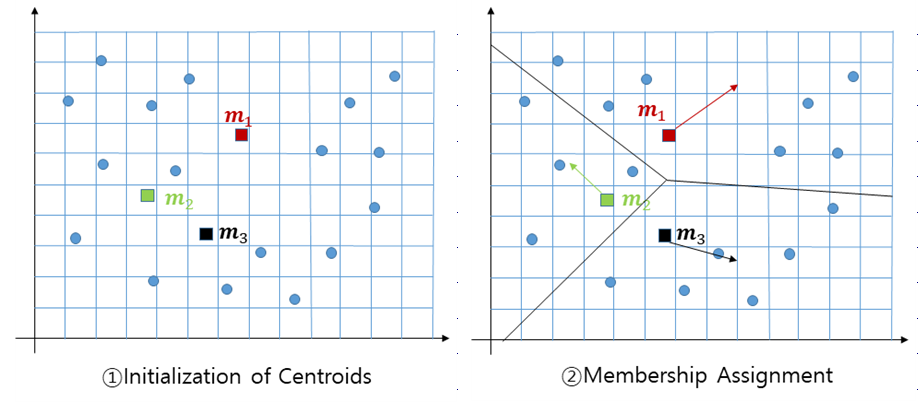 m1
m2
m3
①Initialization of Centroids
m1
m2
m3
②Membership Assignment